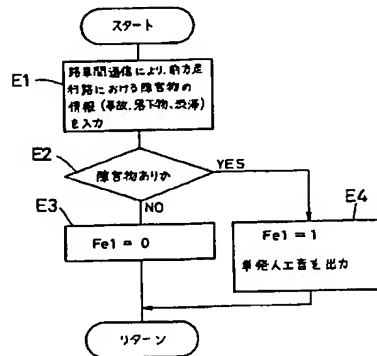 スタート
E1
路車間通信により、前方走
行路における障害物の
情報(事故、落下物、渋滞)
を入力
E2
障害物ありか
YES
NO
E3
Fe1 = 0
E4
Fe1 = 1
単発人工音を出力
リターン